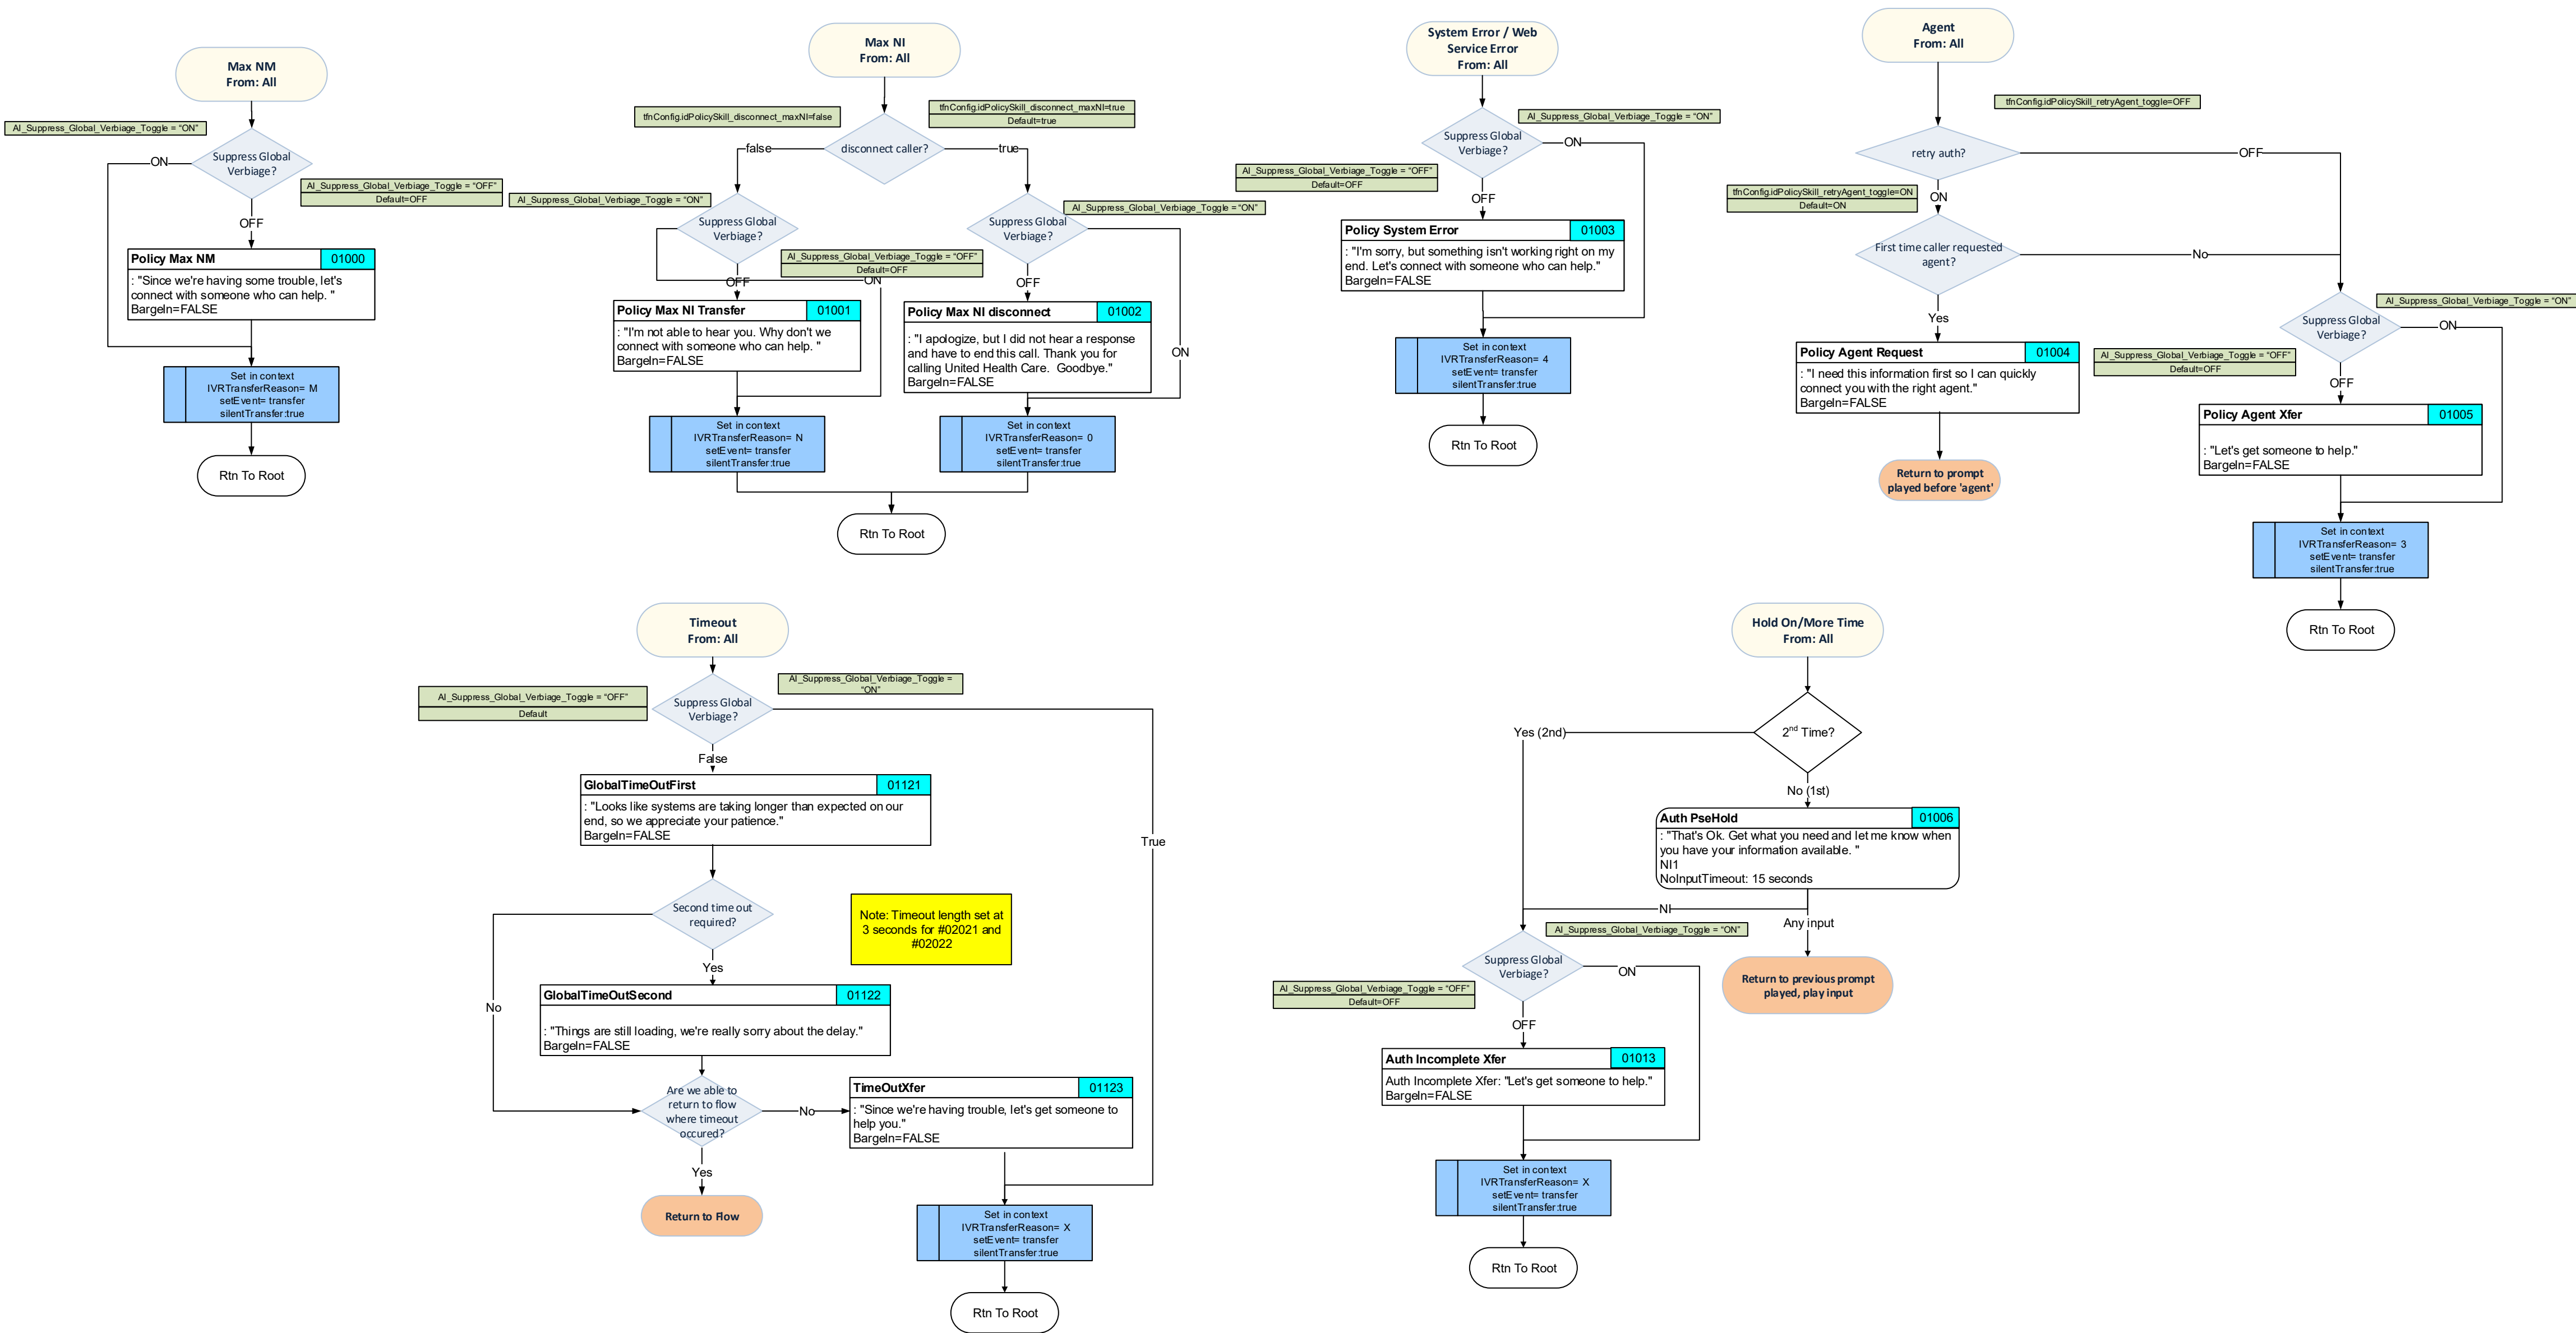 Max NM
From: All
AI_Suppress_Global_Verbiage_Toggle = "ON"
Suppress Global
Verbiage?
ON
AI_Suppress_Global_Verbiage_Toggle = "OFF"
Default=OFF
OFF
Policy Max NM
01000
: "Since we're having some trouble, let's
connect with someone who can help. "
BargeIn=FALSE
Set in context
IVRTransferReason= M
setEvent= transfer
silentTransfer:true
Rtn To Root
Max NI
From: All
tfnConfig.idPolicySkill_disconnect_maxNI=false
tfnConfig.idPolicySkill_disconnect_maxNI=true
Default=true
disconnect caller?
false
true
AI_Suppress_Global_Verbiage_Toggle = "ON"
Suppress Global
Verbiage?
AI_Suppress_Global_Verbiage_Toggle = "OFF"
Default=OFF
OFF
ON
Policy Max NI Transfer
01001
: "I'm not able to hear you. Why don't we
connect with someone who can help. "
BargeIn=FALSE
Set in context
IVRTransferReason= N
setEvent= transfer
silentTransfer:true
AI_Suppress_Global_Verbiage_Toggle = "ON"
Suppress Global
Verbiage?
OFF
ON
Policy Max NI disconnect
01002
: "I apologize, but I did not hear a response
and have to end this call. Thank you for
calling United Health Care.  Goodbye."
BargeIn=FALSE
Set in context
IVRTransferReason= 0
setEvent= transfer
silentTransfer:true
Rtn To Root
System Error / Web
Service Error
From: All
AI_Suppress_Global_Verbiage_Toggle = "ON"
Suppress Global
Verbiage?
ON
AI_Suppress_Global_Verbiage_Toggle = "OFF"
Default=OFF
OFF
Policy System Error
01003
: "I'm sorry, but something isn't working right on my
end. Let's connect with someone who can help."
BargeIn=FALSE
Set in context
IVRTransferReason= 4
setEvent= transfer
silentTransfer:true
Rtn To Root
Agent
From: All
tfnConfig.idPolicySkill_retryAgent_toggle=OFF
retry auth?
OFF
tfnConfig.idPolicySkill_retryAgent_toggle=ON
Default=ON
ON
First time caller requested
agent?
No
Yes
Policy Agent Request
01004
: "I need this information first so I can quickly
connect you with the right agent."
BargeIn=FALSE
Return to prompt
played before 'agent'
AI_Suppress_Global_Verbiage_Toggle = "ON"
Suppress Global
Verbiage?
ON
AI_Suppress_Global_Verbiage_Toggle = "OFF"
Default=OFF
OFF
Policy Agent Xfer
01005
: "Let's get someone to help."
BargeIn=FALSE
Set in context
IVRTransferReason= 3
setEvent= transfer
silentTransfer:true
Rtn To Root
Timeout
From: All
AI_Suppress_Global_Verbiage_Toggle = "OFF"
Default
AI_Suppress_Global_Verbiage_Toggle =
"ON"
Suppress Global
Verbiage?
False
True
GlobalTimeOutFirst
01121
: "Looks like systems are taking longer than expected on our
end, so we appreciate your patience."
BargeIn=FALSE
Second time out
required?
Note: Timeout length set at
3 seconds for #02021 and
#02022
Yes
No
GlobalTimeOutSecond
01122
: "Things are still loading, we're really sorry about the delay."
BargeIn=FALSE
Are we able to
return to flow
where timeout
occured?
No
Yes
TimeOutXfer
01123
: "Since we're having trouble, let's get someone to
help you."
BargeIn=FALSE
Return to Flow
Set in context
IVRTransferReason= X
setEvent= transfer
silentTransfer:true
Rtn To Root
Hold On/More Time
From: All
2nd Time?
Yes (2nd)
No (1st)
Auth PseHold
01006
: "That's Ok. Get what you need and let me know when
you have your information available. "
NI1
NoInputTimeout: 15 seconds
NI
Any input
Return to previous prompt
played, play input
AI_Suppress_Global_Verbiage_Toggle = "ON"
Suppress Global
Verbiage?
ON
AI_Suppress_Global_Verbiage_Toggle = "OFF"
Default=OFF
OFF
Auth Incomplete Xfer
01013
Auth Incomplete Xfer: "Let's get someone to help."
BargeIn=FALSE
Set in context
IVRTransferReason= X
setEvent= transfer
silentTransfer:true
Rtn To Root